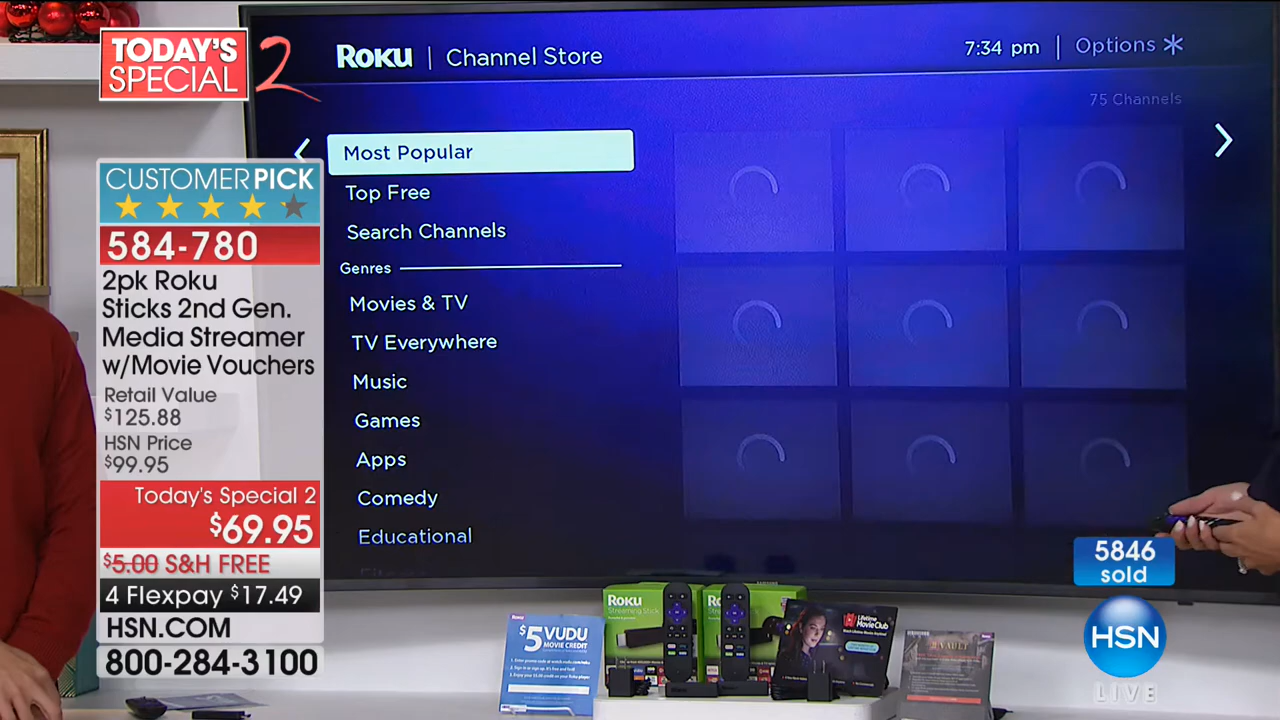 TODAY'S
SPECIAL 2
CUSTOMER PICK
584-780
2pk Roku
Sticks 2nd Gen.
Media Streamer
w/Movie Vouchers
Retail Value
$125.88
HSN Price
$99.95
Today's Special 2
$69.95
$5.00 S&H FREE
4 Flexpay $17.49
HSN.COM
800-284-3100
Roku | Channel Store
7:34 pm | Options
75 Channels
Most Popular
Top Free
Search Channels
Genres
Movies & TV
TV Everywhere
Music
Games
Apps
Comedy
Educational
5846
sold
HSN
LIVE
$5 VUDU
MOVIE CREDIT
Roku
Streaming Stick
Lifetime
MovieClub
VAULT
SAMSUNG